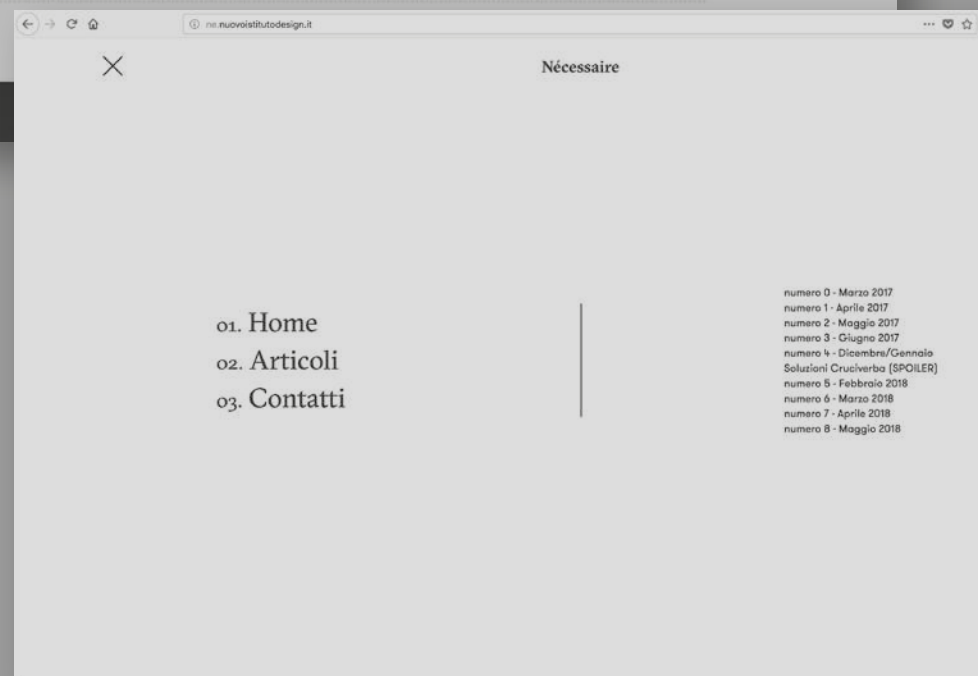 ne.nuovoistitutodesign.it
Nécessaire
01. Home
02. Articoli
03. Contatti
numero 0 - Marzo 2017
numero 1 - Aprile 2017
numero 2 - Maggio 2017
numero 3 - Giugno 2017
numero 4 - Dicembre/Gennaio
Soluzioni Cruciverba (SPOILER)
numero 5 - Febbraio 2018
numero 6 - Marzo 2018
numero 7 - Aprile 2018
numero 8 - Maggio 2018